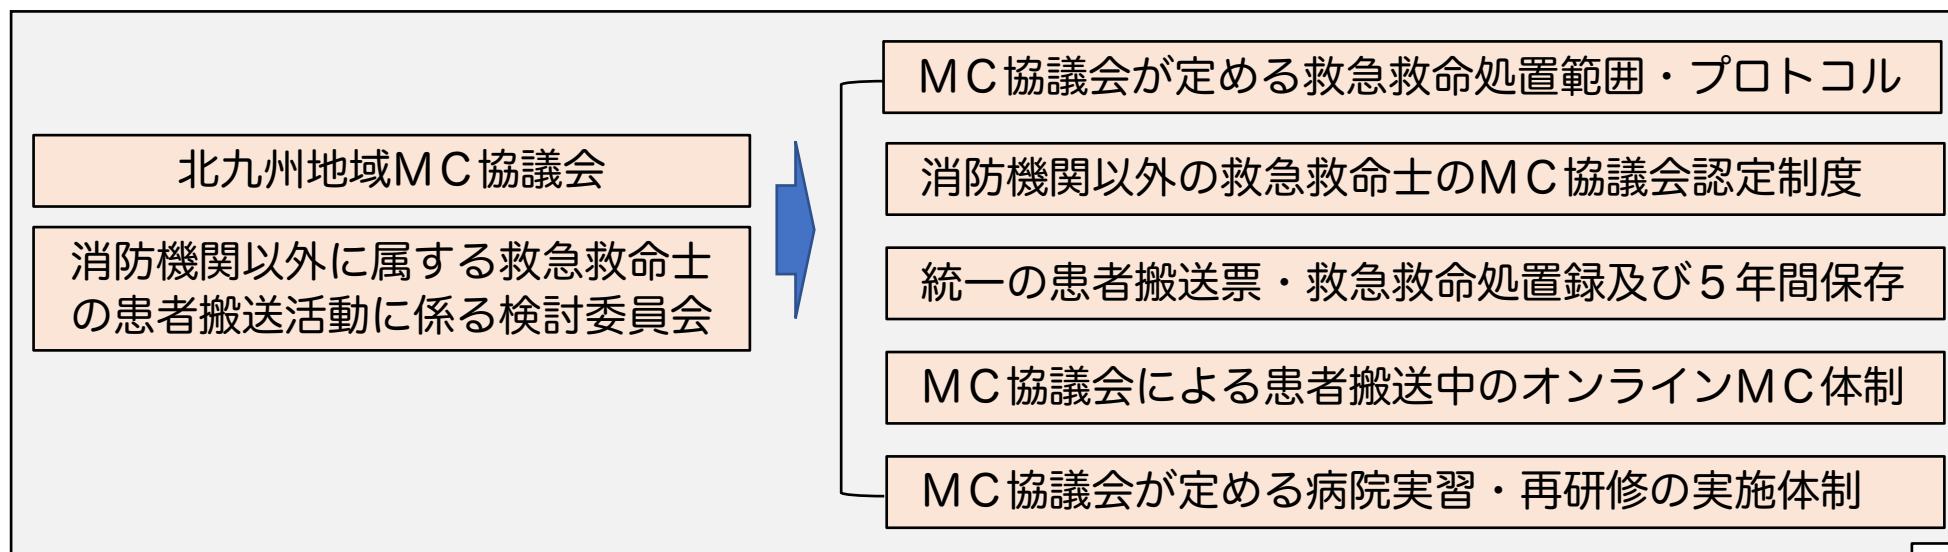 北九州地域ＭＣ協議会
消防機関以外に属する救急救命士
の患者搬送活動に係る検討委員会
ＭＣ協議会が定める救急救命処置範囲・プロトコル
消防機関以外の救急救命士のＭＣ協議会認定制度
統一の患者搬送票・救急救命処置録及び５年間保存
ＭＣ協議会による患者搬送中のオンラインＭＣ体制
ＭＣ協議会が定める病院実習・再研修の実施体制